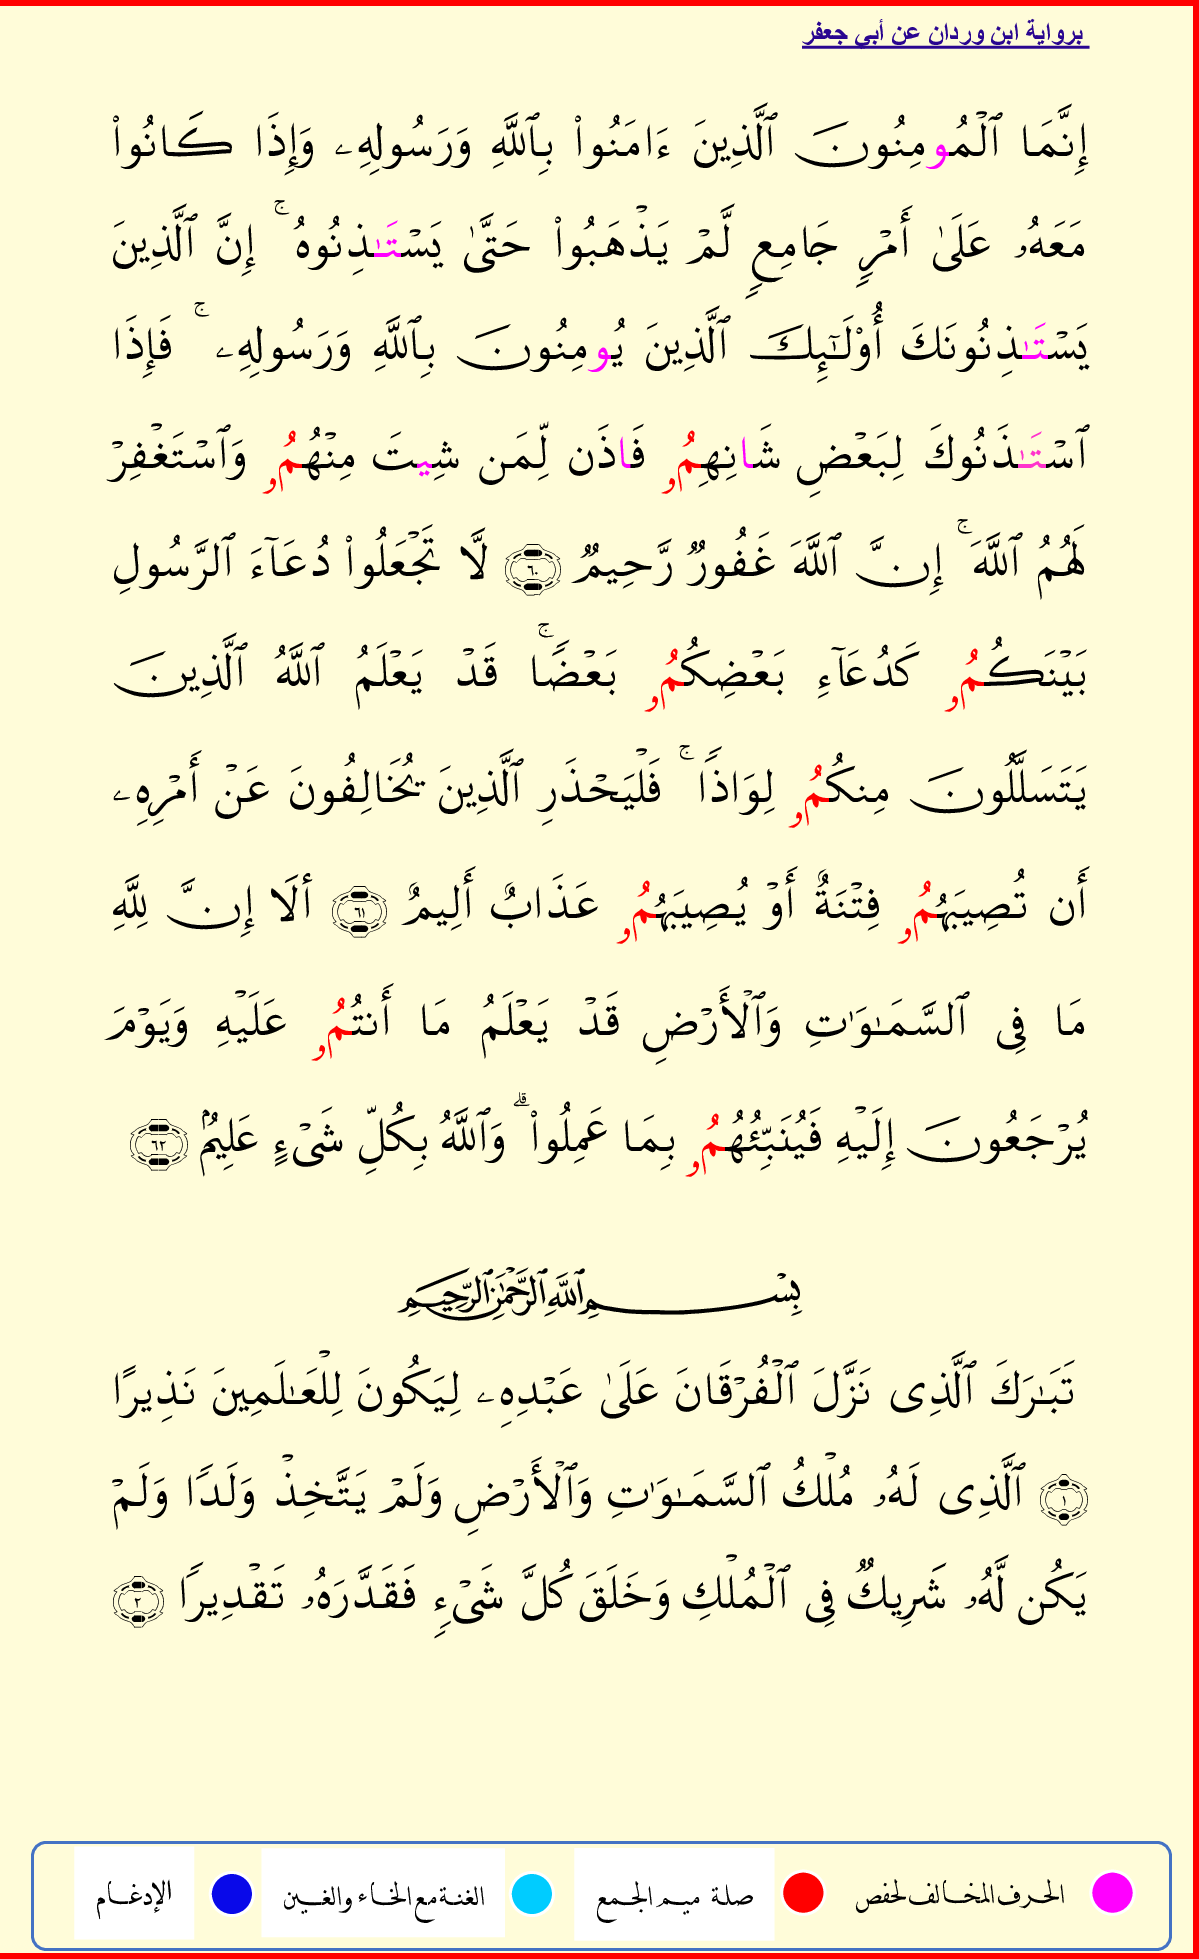 برواية ابن وردان عن أبي جعفر
إِنَّمَا ٱلۡمُومِنُونَ ٱلَّذِينَ ءَامَنُواْ بِٱللَّهِ وَرَسُولِهِۦ وَإِذَا كَانُواْ
مَعَهُۥ عَلَىٰٓ أَمۡرٖ جَامِعٖ لَّمۡ يَذۡهَبُواْ حَتَّىٰ يَسۡتَـٰذِنُوهُۚ إِنَّ ٱلَّذِينَ
يَسۡتَـٰذِنُونَكَ أُوْلَـٰٓئِكَ ٱلَّذِينَ يُومِنُونَ بِٱللَّهِ وَرَسُولِهِۦۚ فَإِذَا
ٱسۡتَـٰذَنُوكَ لِبَعۡضِ شَانِهِمُۥ فَاذَن لِّمَن شِيتَ مِنۡهُمُۥ وَٱسۡتَغۡفِرۡ
لَهُمُ ٱللَّهَۚ إِنَّ ٱللَّهَ غَفُورٞ رَّحِيمٞ ٦٠ لَّا تَجۡعَلُواْ دُعَآءَ ٱلرَّسُولِ
بَيۡنَكُمُۥ كَدُعَآءِ بَعۡضِكُمُۥ بَعۡضٗاۚ قَدۡ يَعۡلَمُ ٱللَّهُ ٱلَّذِينَ
يَتَسَلَّلُونَ مِنكُمُۥ لِوَاذٗاۚ فَلۡيَحۡذَرِ ٱلَّذِينَ يُخَالِفُونَ عَنۡ أَمۡرِهِۦ
أَن تُصِيبَهُمُۥ فِتۡنَةٌ أَوۡ يُصِيبَهُمُۥ عَذَابٌ أَلِيمٌ ٦١ ألَا إِنَّ لِلَّهِ
مَا فِي ٱلسَّمَـٰوَٰتِ وَٱلۡأَرۡضِ قَدۡ يَعۡلَمُ مَا أَنتُمُۥ عَلَيۡهِ وَيَوۡمَ
يُرۡجَعُونَ إِلَيۡهِ فَيُنَبِّئُهُمُۥ بِمَا عَمِلُواْۗ وَٱللَّهُ بِكُلِّ شَيۡءٍ عَلِيمُۢ ٦٢
بِسۡمِ ٱللَّهِ ٱلرَّحۡمَـٰنِ ٱلرَّحِيمِ
تَبَـٰرَكَ ٱلَّذِي نَزَّلَ ٱلۡفُرۡقَانَ عَلَىٰ عَبۡدِهِۦ لِيَكُونَ لِلۡعَـٰلَمِينَ نَذِيرًا
١ ٱلَّذِي لَهُۥ مُلۡكُ ٱلسَّمَـٰوَٰتِ وَٱلۡأَرۡضِ وَلَمۡ يَتَّخِذۡ وَلَدٗا وَلَمۡ
يَكُن لَّهُۥ شَرِيكٞ فِي ٱلۡمُلۡكِ وَخَلَقَ كُلَّ شَيۡءٖ فَقَدَّرَهُۥ تَقۡدِيرٗا ٢
الحرف المخالف لحفص صلة ميم الجمع الغنة مع الخاء والغين الإدغام